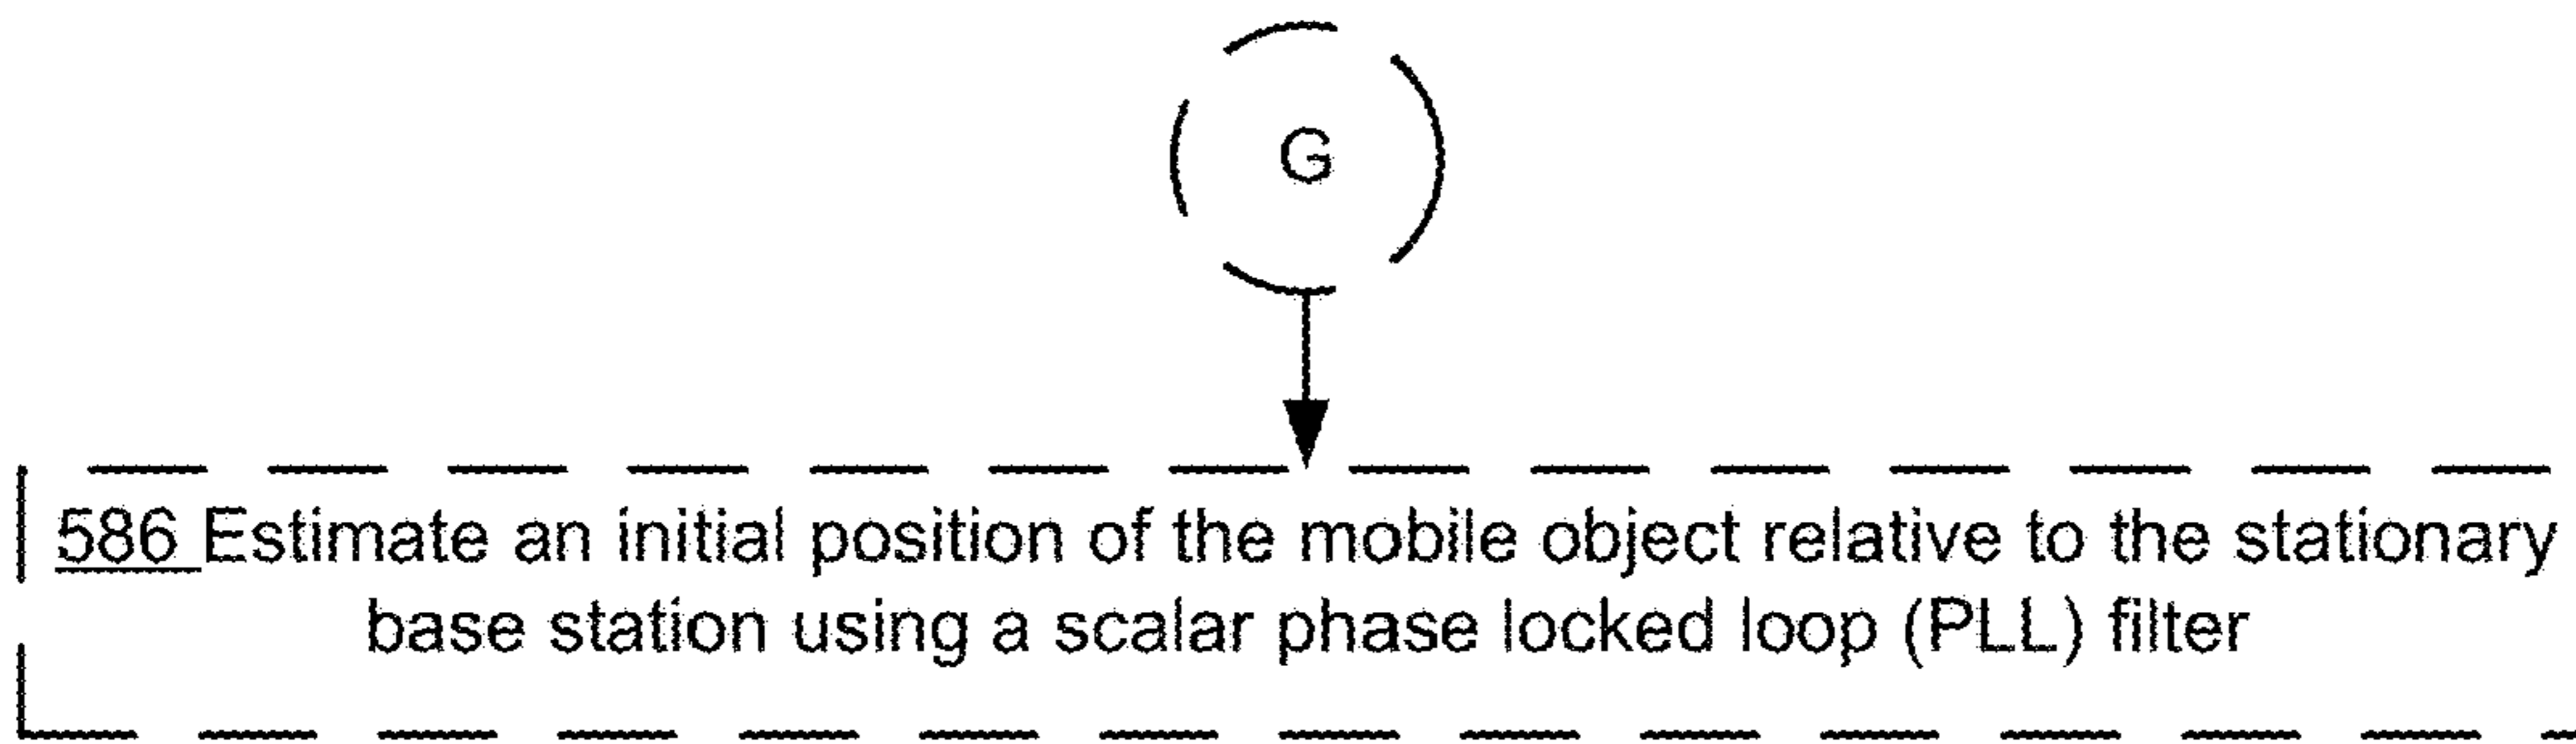 G
586 Estimate an initial position of the mobile object relative to the stationary
base station using a scalar phase locked loop (PLL) filter